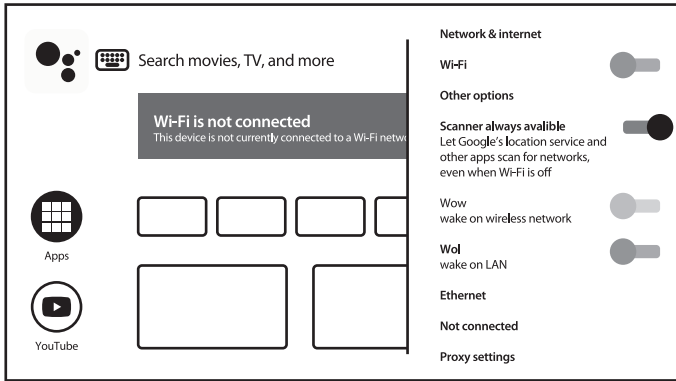 Search movies, TV, and more
Wi-Fi is not connected
This device is not currently connected to a Wi-Fi netwo
Apps
YouTube
Network & internet
Wi-Fi
Other options
Scanner always avalible
Let Google's location service and
other apps scan for networks,
even when Wi-Fi is off
Wow
wake on wireless network
Wol
wake on LAN
Ethernet
Not connected
Proxy settings